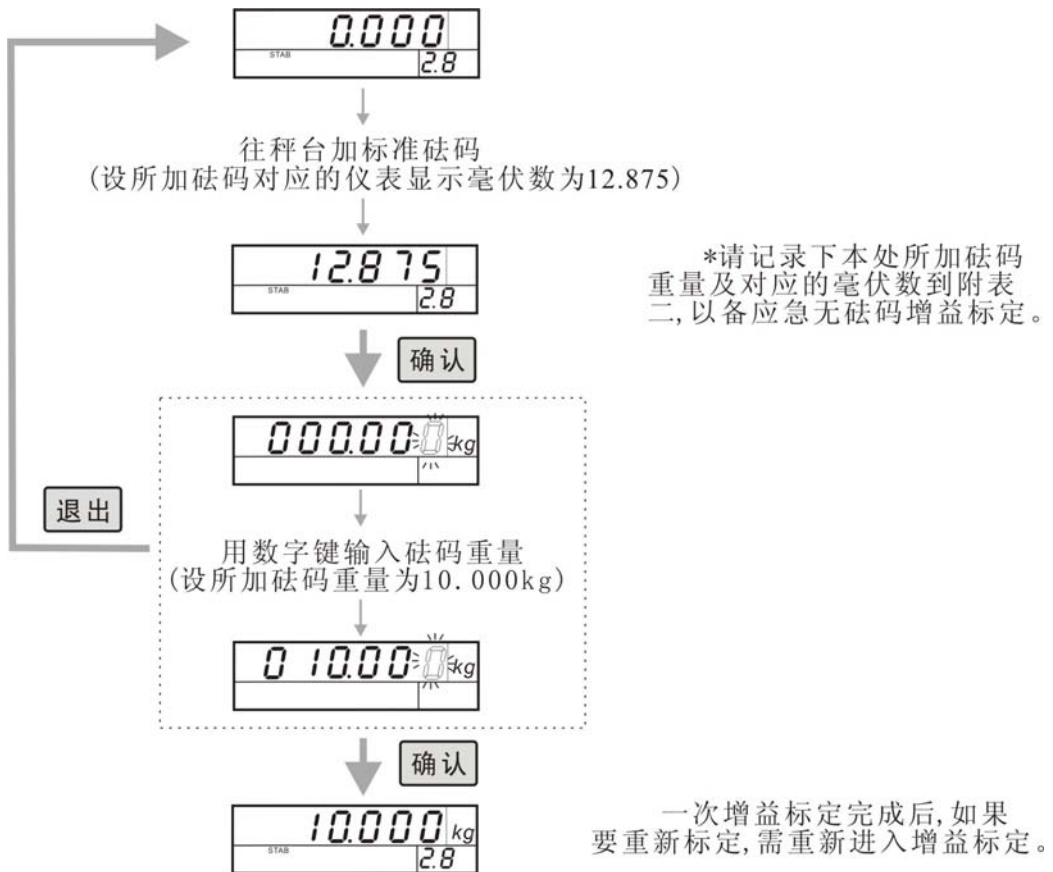 0.000
STAB
2.8
往秤台加标准砝码
(设所加砝码对应的仪表显示毫伏数为12.875)
12.875
STAB
2.8
*请记录下本处所加砝码
重量及对应的毫伏数到附表
二,以备应急无砝码增益标定。
确认
000.000 kg
退出
用数字键输入砝码重量
(设所加砝码重量为10.000kg)
010.000 kg
确认
10.000 kg
STAB
2.8
一次增益标定完成后,如果
要重新标定,需重新进入增益标定。